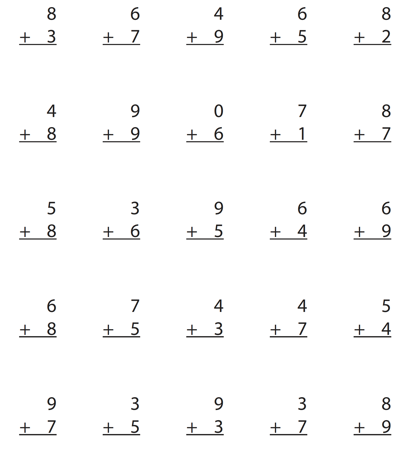 8 6 4 6 8
+ 3 + 7 + 9 + 5 + 2
4 9 0 7 8
+ 8 + 9 + 6 + 1 + 7
5 3 9 6 6
+ 8 + 6 + 5 + 4 + 9
6 7 4 4 5
+ 8 + 5 + 3 + 7 + 4
9 3 9 3 8
+ 7 + 5 + 3 + 7 + 9